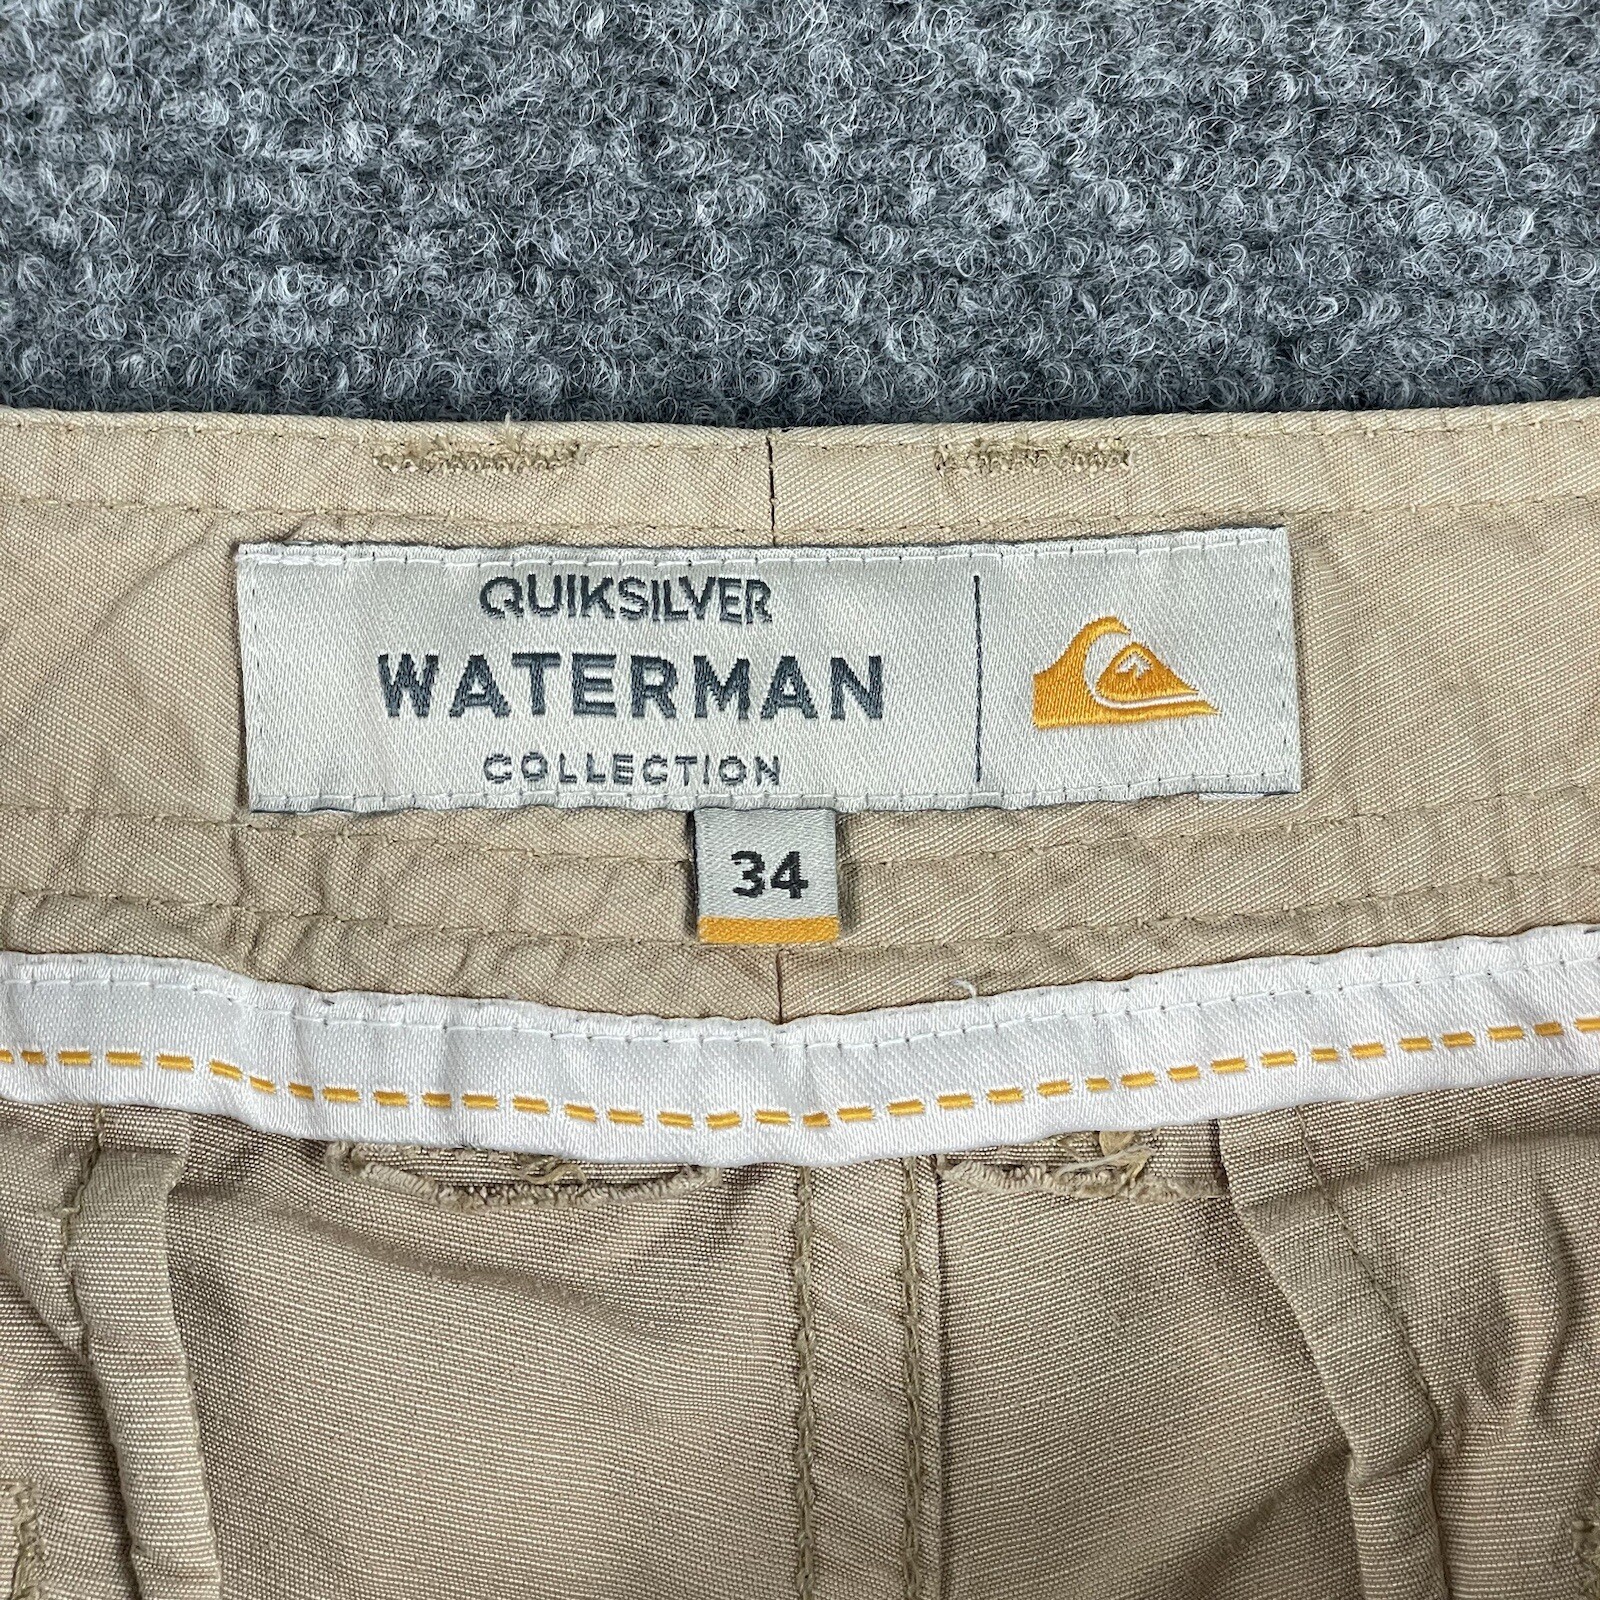 QUIKSILVER
WATERMAN
COLLECTION
34